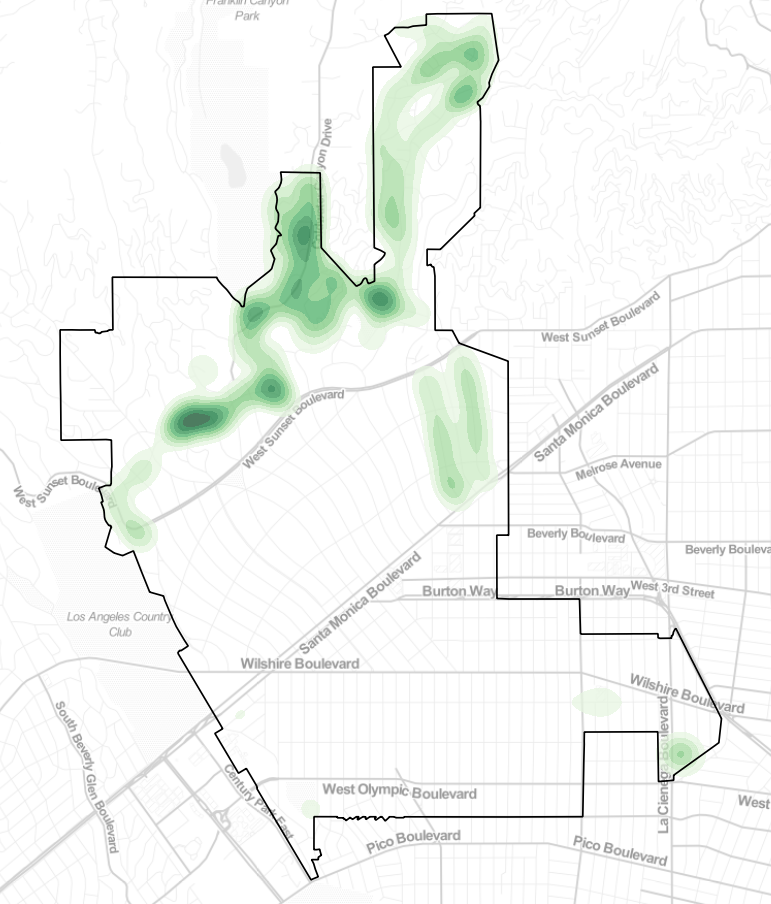 Franklin Canyon
Park
yon Drive
West Sunset Boulevard
Santa Monica Boulevard
West Sunset Boulevard
Melrose Avenue
West Sunset Boule
d
Beverly Boulevard
Beverly Bouleva
Santa Monica Boulevard
Burton Way
Burton Way
West 3rd Street
Los Angeles Country
Club
Wilshire Boulevard
Wilshire Boulevard
South Beverly Glen Boulevard
La Cienega Boulevard
Century Park East
West Olympic Boulevard
West
Pico Boulevard
Pico Boulevard